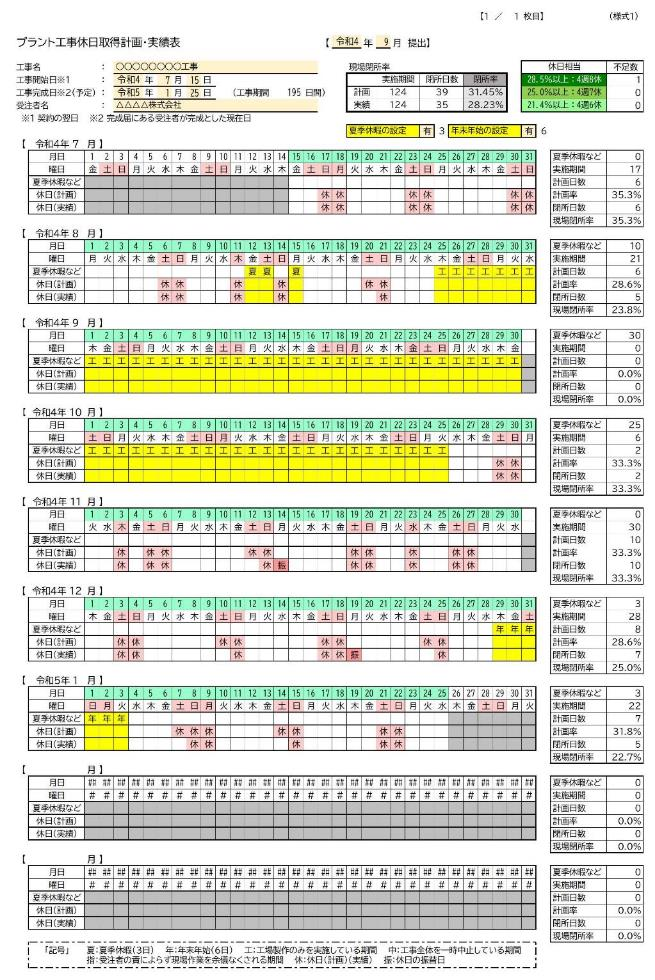 【1 ／ 1 枚目】 （様式1）
プラント工事休日取得計画・実績表 【 令和4 年 9 月 提出】
工事名 ： 〇〇〇〇〇〇〇〇工事
工事開始日※1 ： 令和4 年 7 月 15 日
工事完成日※2(予定) ： 令和5 年 1 月 25 日 （工事期間 195 日間）
受注者名 ： △△△△株式会社
※1 契約の翌日 ※2 完成届にある受注者が完成とした現在日
現場閉所率
実施期間 閉所日数 閉所率
計画 124 39 31.45%
実績 124 35 28.23%
休日相当 不足数
28.5%以上：4週8休 1
25.0%以上：4週7休 0
21.4%以上：4週6休 0
夏季休暇の設定 有 3 年末年始の設定 有 6
【 令和4年 7 月 】
月日 1 2 3 4 5 6 7 8 9 10 11 12 13 14 15 16 17 18 19 20 21 22 23 24 25 26 27 28 29 30 31 夏季休暇など 0
曜日 金 土 日 月 火 水 木 金 土 日 月 火 水 木 金 土 日 月 火 水 木 金 土 日 月 火 水 木 金 土 日 実施期間 17
夏季休暇など 計画日数 6
休日(計画) 休 休 休 休 休 休 計画率 35.3%
休日(実績) 休 休 休 休 休 休 閉所日数 6
現場閉所率 35.3%
【 令和4年 8 月 】
月日 1 2 3 4 5 6 7 8 9 10 11 12 13 14 15 16 17 18 19 20 21 22 23 24 25 26 27 28 29 30 31 夏季休暇など 10
曜日 月 火 水 木 金 土 日 月 火 水 木 金 土 日 月 火 水 木 金 土 日 月 火 水 木 金 土 日 月 火 水 実施期間 21
夏季休暇など 夏 夏 夏 工 工 工 工 工 工 工 計画日数 6
休日(計画) 休 休 休 休 休 休 計画率 28.6%
休日(実績) 休 休 休 休 休 閉所日数 5
現場閉所率 23.8%
【 令和4年 9 月 】
月日 1 2 3 4 5 6 7 8 9 10 11 12 13 14 15 16 17 18 19 20 21 22 23 24 25 26 27 28 29 30 夏季休暇など 30
曜日 木 金 土 日 月 火 水 木 金 土 日 月 火 水 木 金 土 日 月 火 水 木 金 土 日 月 火 水 木 金 実施期間 0
夏季休暇など 工 工 工 工 工 工 工 工 工 工 工 工 工 工 工 工 工 工 工 工 工 工 工 工 工 工 工 工 工 工 計画日数 0
休日(計画) 計画率 0.0%
休日(実績) 閉所日数 0
現場閉所率 0.0%
【 令和4年 10 月 】
月日 1 2 3 4 5 6 7 8 9 10 11 12 13 14 15 16 17 18 19 20 21 22 23 24 25 26 27 28 29 30 31 夏季休暇など 25
曜日 土 日 月 火 水 木 金 土 日 月 火 水 木 金 土 日 月 火 水 木 金 土 日 月 火 水 木 金 土 日 月 実施期間 6
夏季休暇など 工 工 工 工 工 工 工 工 工 工 工 工 工 工 工 工 工 工 工 工 工 工 工 工 工 計画日数 2
休日(計画) 休 休 計画率 33.3%
休日(実績) 休 休 閉所日数 2
現場閉所率 33.3%
【 令和4年 11 月 】
月日 1 2 3 4 5 6 7 8 9 10 11 12 13 14 15 16 17 18 19 20 21 22 23 24 25 26 27 28 29 30 夏季休暇など 0
曜日 火 水 木 金 土 日 月 火 水 木 金 土 日 月 火 水 木 金 土 日 月 火 水 木 金 土 日 月 火 水 実施期間 30
夏季休暇など 計画日数 10
休日(計画) 休 休 休 休 休 休 休 休 休 休 計画率 33.3%
休日(実績) 休 休 休 休 振 休 休 休 休 休 閉所日数 10
現場閉所率 33.3%
【 令和4年 12 月 】
月日 1 2 3 4 5 6 7 8 9 10 11 12 13 14 15 16 17 18 19 20 21 22 23 24 25 26 27 28 29 30 31 夏季休暇など 3
曜日 木 金 土 日 月 火 水 木 金 土 日 月 火 水 木 金 土 日 月 火 水 木 金 土 日 月 火 水 木 金 土 実施期間 28
夏季休暇など 年 年 年 計画日数 8
休日(計画) 休 休 休 休 休 休 休 休 計画率 28.6%
休日(実績) 休 休 休 休 休 振 休 閉所日数 7
現場閉所率 25.0%
【 令和5年 1 月 】
月日 1 2 3 4 5 6 7 8 9 10 11 12 13 14 15 16 17 18 19 20 21 22 23 24 25 26 27 28 29 30 31 夏季休暇など 3
曜日 日 月 火 水 木 金 土 日 月 火 水 木 金 土 日 月 火 水 木 金 土 日 月 火 水 木 金 土 日 月 火 実施期間 22
夏季休暇など 年 年 年 計画日数 7
休日(計画) 休 休 休 休 休 休 休 計画率 31.8%
休日(実績) 休 休 休 休 休 閉所日数 5
現場閉所率 22.7%
【 月 】
月日 ## ## ## ## ## ## ## ## ## ## ## ## ## ## ## ## ## ## ## ## ## ## ## ## ## ## ## ## ## ## ## 夏季休暇など 0
曜日 # # # # # # # # # # # # # # # # # # # # # # # # # # # # # # # 実施期間 0
夏季休暇など 計画日数 0
休日(計画) 計画率 0.0%
休日(実績) 閉所日数 0
現場閉所率 0.0%
【 月 】
月日 ## ## ## ## ## ## ## ## ## ## ## ## ## ## ## ## ## ## ## ## ## ## ## ## ## ## ## ## ## ## ## 夏季休暇など 0
曜日 # # # # # # # # # # # # # # # # # # # # # # # # # # # # # # # 実施期間 0
夏季休暇など 計画日数 0
休日(計画) 計画率 0.0%
休日(実績) 閉所日数 0
現場閉所率 0.0%
「記号」 夏：夏季休暇(3日) 年：年末年始(6日) 工：工場製作のみを実施している期間 中：工事全体を一時中止している期間
指：受注者の責によらず現場作業を余儀なくされる期間 休：休日(計画)(実績) 振：休日の振替日